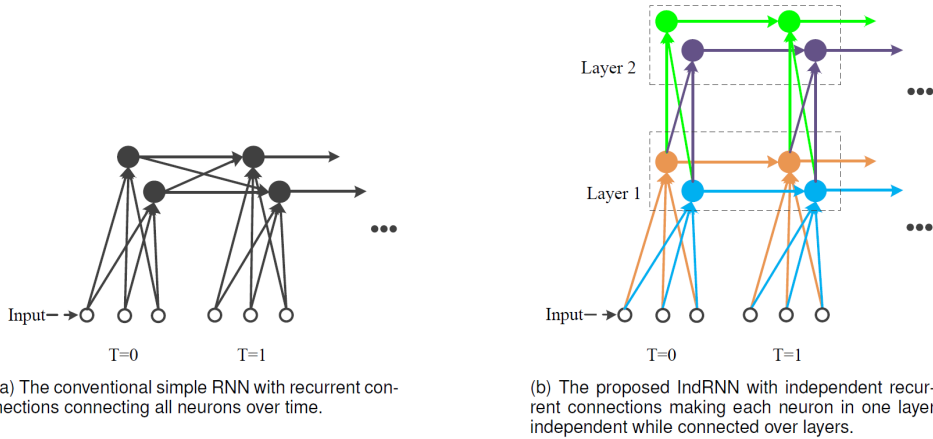 Layer 2
Layer 1
Input
T=0
T=1
Input
T=0
T=1
a) The conventional simple RNN with recurrent con-
nections connecting all neurons over time.
(b) The proposed IndRNN with independent recur-
rent connections making each neuron in one layer
independent while connected over layers.